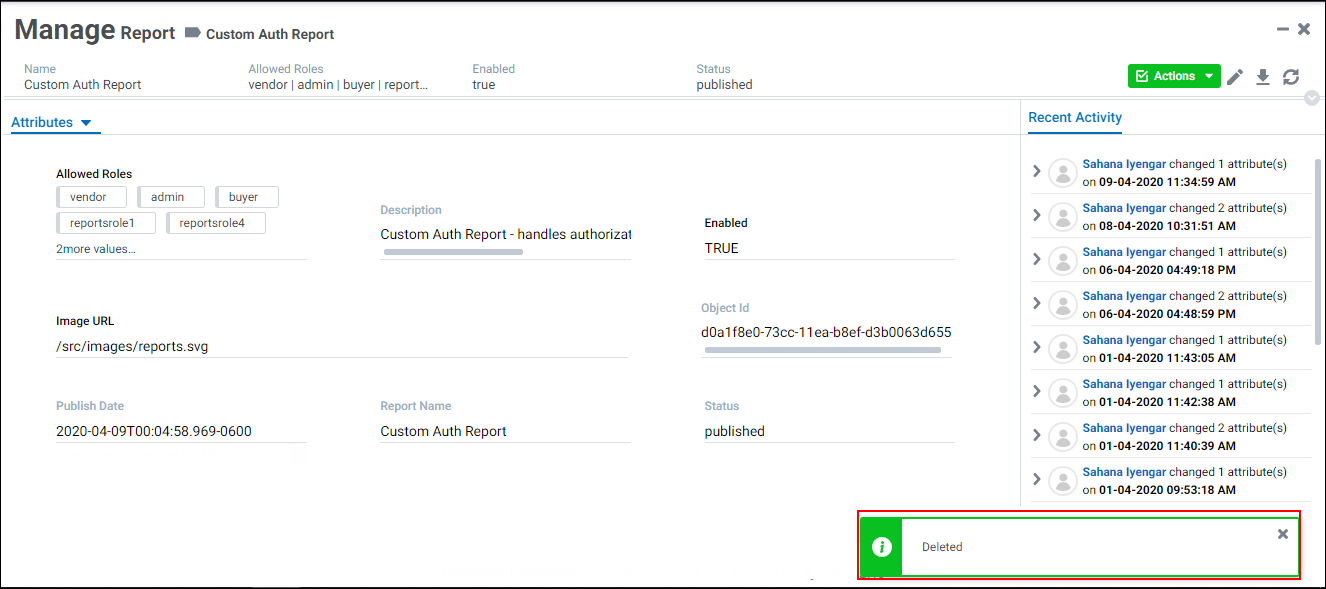 Manage Report Custom Auth Report
Name
Custom Auth Report
Allowed Roles
vendor | admin | buyer | report...
Enabled
true
Status
published
Actions
Attributes
Allowed Roles
vendor
admin
buyer
reportsrole1
reportsrole4
2more values...
Description
Custom Auth Report - handles authorizat
Enabled
TRUE
Image URL
/src/images/reports.svg
Object Id
d0a1f8e0-73cc-11ea-b8ef-d3b0063d655
Publish Date
2020-04-09T00:04:58.969-0600
Report Name
Custom Auth Report
Status
published
Recent Activity
Sahana Iyengar changed 1 attribute(s)
on 09-04-2020 11:34:59 AM
Sahana Iyengar changed 2 attribute(s)
on 08-04-2020 10:31:51 AM
Sahana Iyengar changed 1 attribute(s)
on 06-04-2020 04:49:18 PM
Sahana Iyengar changed 2 attribute(s)
on 06-04-2020 04:48:59 PM
Sahana Iyengar changed 1 attribute(s)
on 01-04-2020 11:43:05 AM
Sahana Iyengar changed 1 attribute(s)
on 01-04-2020 11:42:38 AM
Sahana Iyengar changed 2 attribute(s)
on 01-04-2020 11:40:39 AM
Sahana Iyengar changed 1 attribute(s)
on 01-04-2020 09:53:18 AM
Deleted